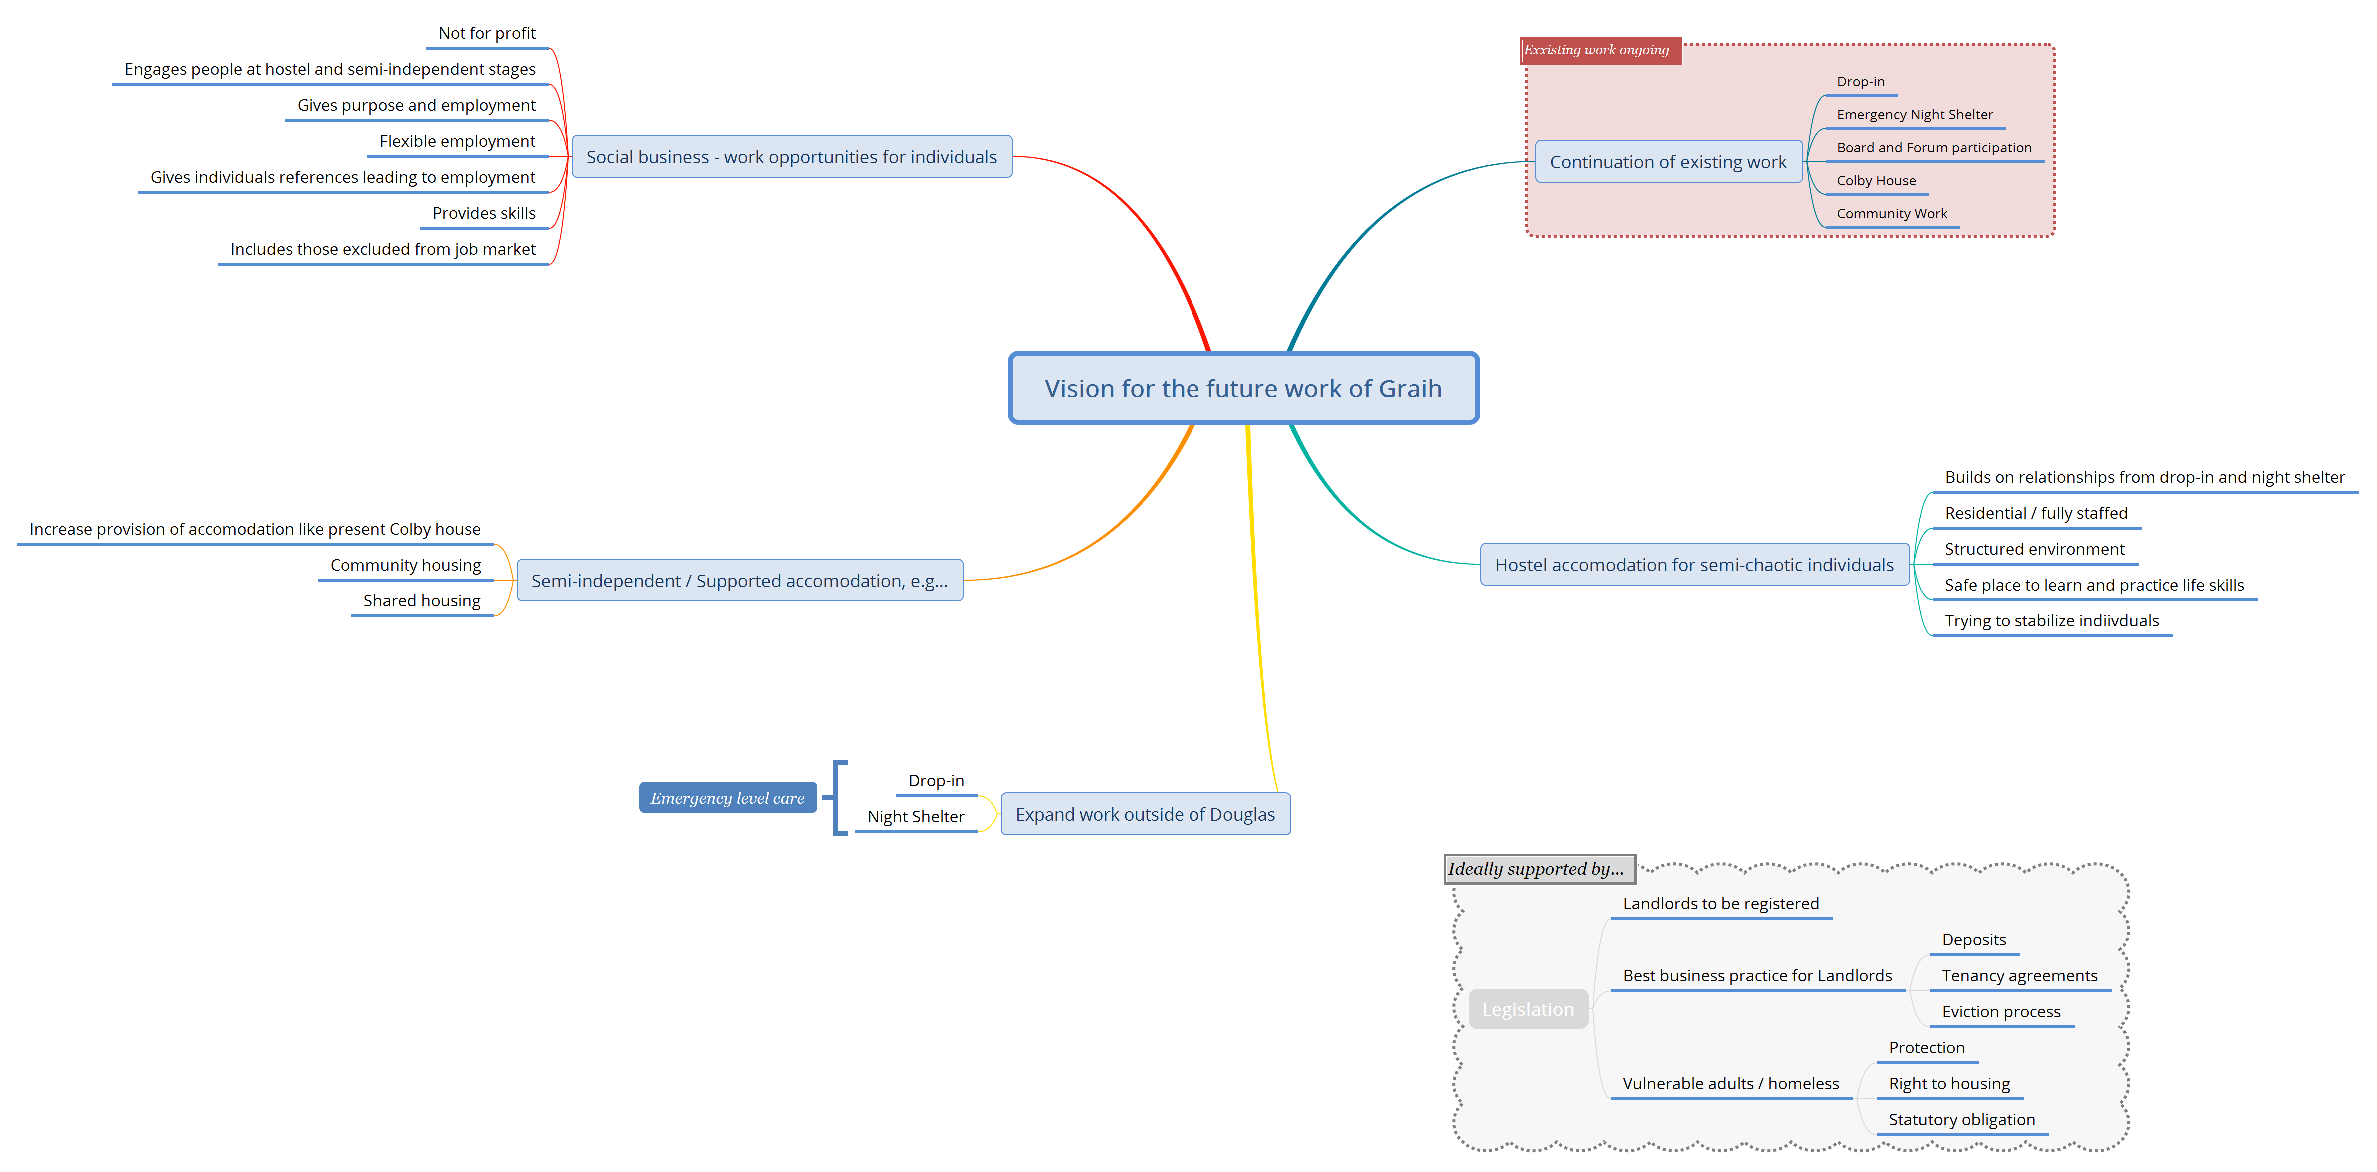 Vision for the future work of Graih
Exxisting work ongoing
Continuation of existing work
Drop-in
Emergency Night Shelter
Board and Forum participation
Colby House
Community Work
Hostel accomodation for semi-chaotic individuals
Builds on relationships from drop-in and night shelter
Residential / fully staffed
Structured environment
Safe place to learn and practice life skills
Trying to stabilize indiivduals
Expand work outside of Douglas
Drop-in
Night Shelter
Emergency level care
Semi-independent / Supported accomodation, e.g...
Increase provision of accomodation like present Colby house
Community housing
Shared housing
Social business - work opportunities for individuals
Not for profit
Engages people at hostel and semi-independent stages
Gives purpose and employment
Flexible employment
Gives individuals references leading to employment
Provides skills
Includes those excluded from job market
Ideally supported by...
Legislation
Landlords to be registered
Best business practice for Landlords
Deposits
Tenancy agreements
Eviction process
Vulnerable adults / homeless
Protection
Right to housing
Statutory obligation